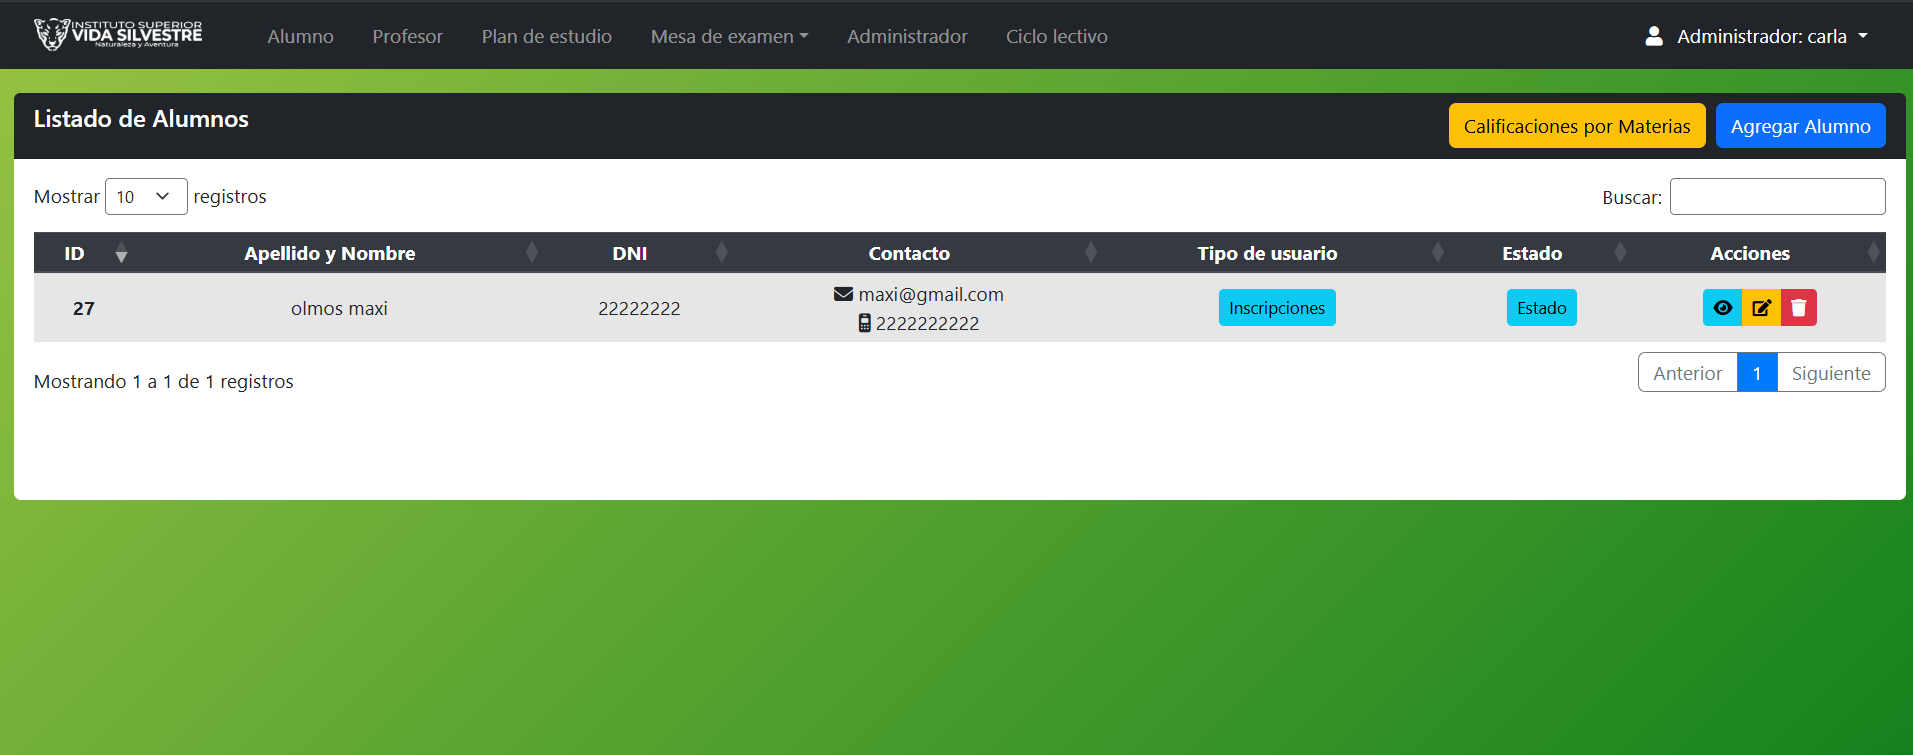 INSTITUTO SUPERIOR
VIDA SILVESTRE
Naturaleza y Aventura
Alumno Profesor Plan de estudio Mesa de examen Administrador Ciclo lectivo Administrador: carla
Listado de Alumnos Calificaciones por Materias Agregar Alumno
Mostrar 10 registros Buscar:
ID Apellido y Nombre DNI Contacto Tipo de usuario Estado Acciones
27 olmos maxi 22222222 maxi@gmail.com Inscripciones Estado
2222222222
Mostrando 1 a 1 de 1 registros Anterior 1 Siguiente